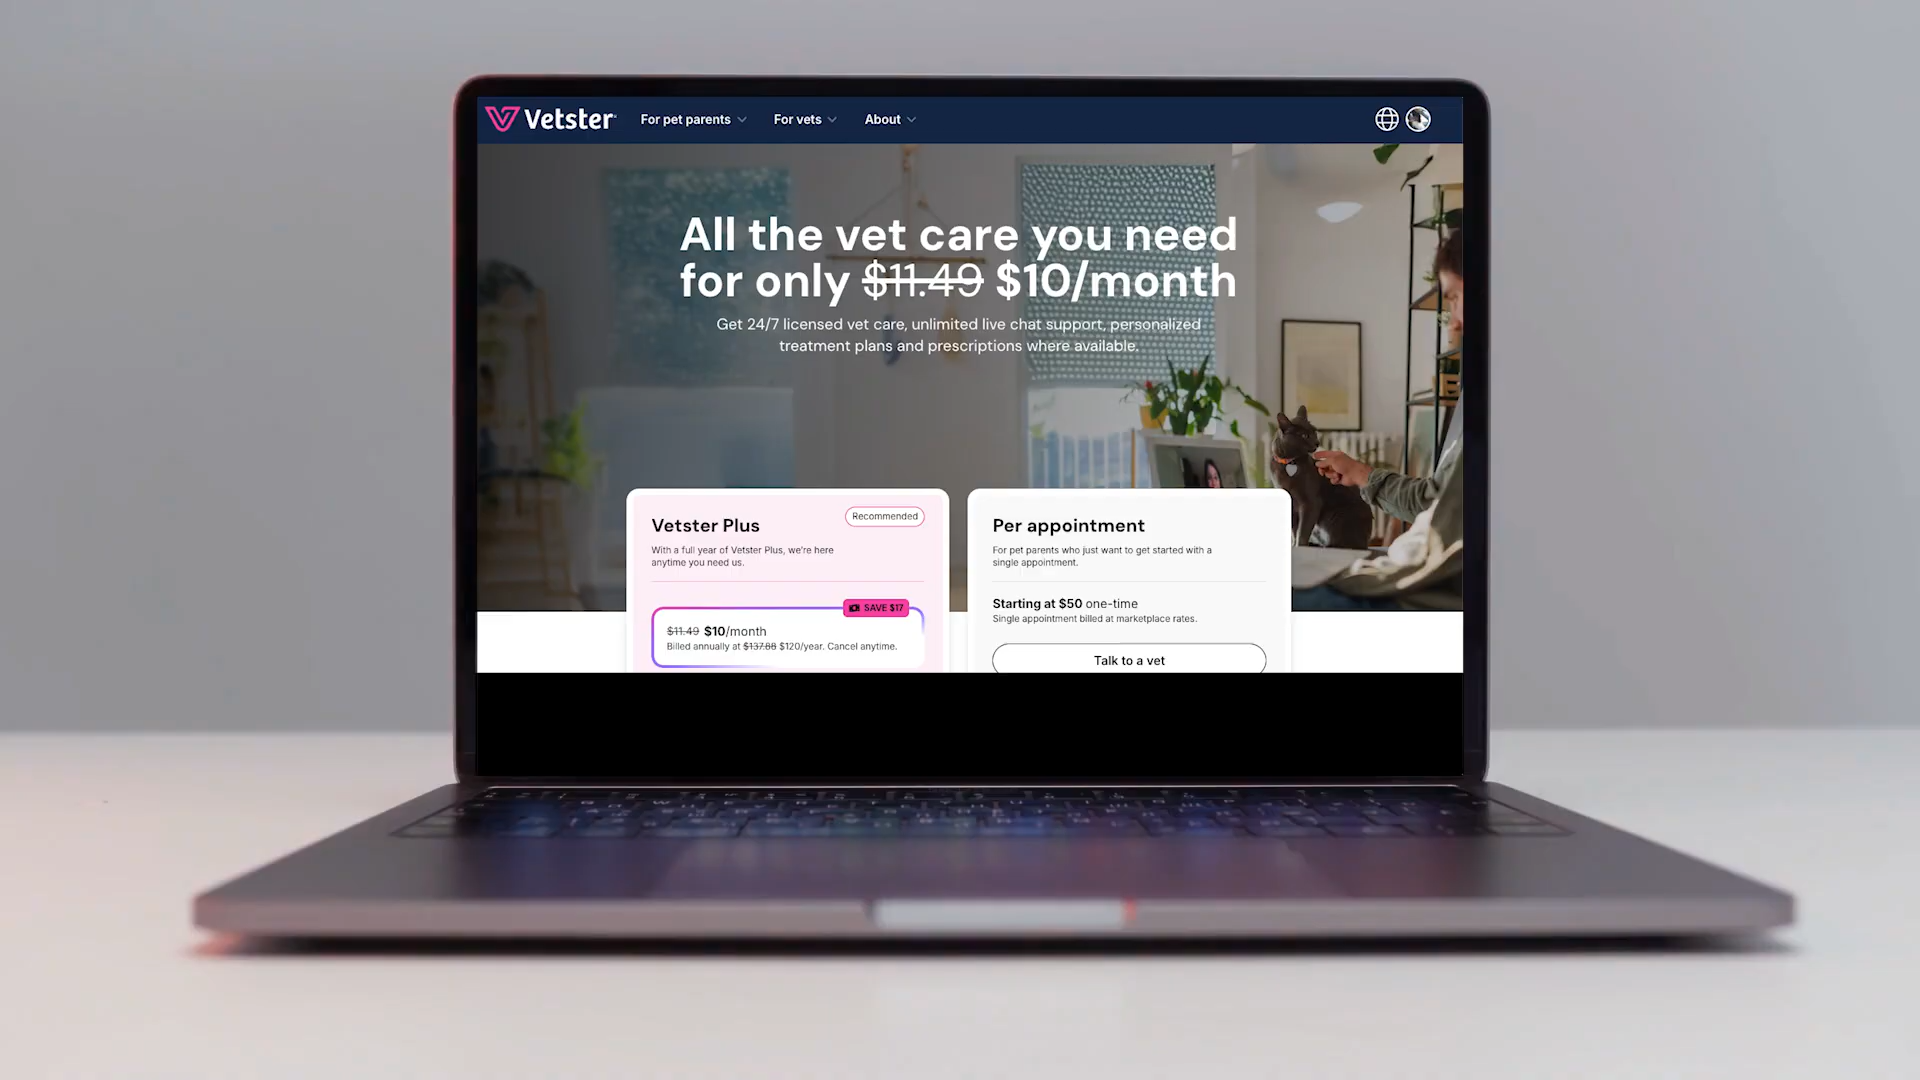 Vetster
For pet parents
For vets
About
All the vet care you need
for only $11.49 $10/month
Get 24/7 licensed vet care, unlimited live chat support, personalized
treatment plans and prescriptions where available.
Vetster Plus
Recommended
With a full year of Vetster Plus, we're here
anytime you need us.
SAVE $17
$11.49 $10/month
Billed annually at $137.88 $120/year. Cancel anytime.
Per appointment
For pet parents who just want to get started with a
single appointment.
Starting at $50 one-time
Single appointment billed at marketplace rates.
Talk to a vet